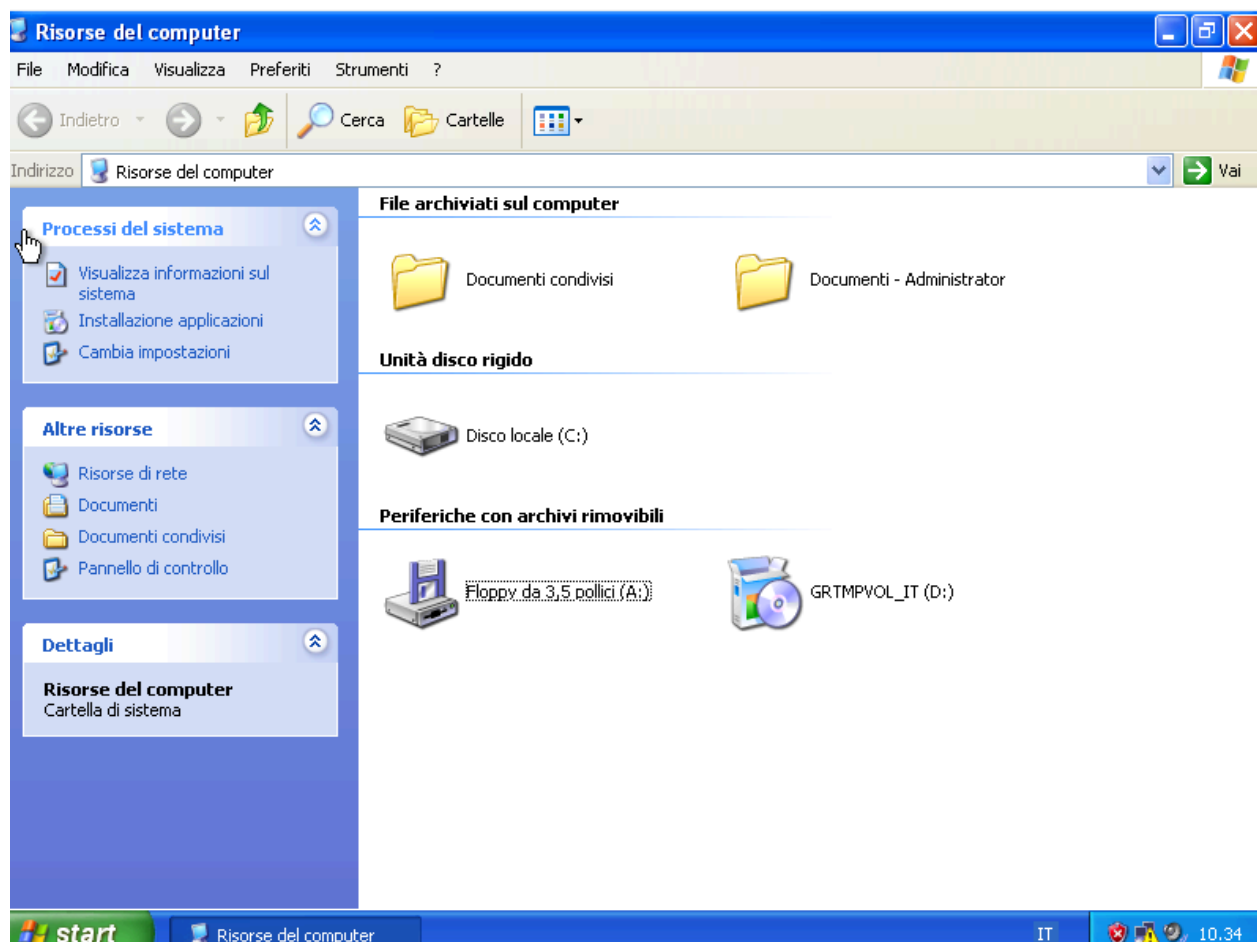 Risorse del computer
File Modifica Visualizza Preferiti Strumenti ?
Indietro Cerca Cartelle
Indirizzo Risorse del computer Vai
Processi del sistema
Visualizza informazioni sul
sistema
Installazione applicazioni
Cambia impostazioni
Altre risorse
Risorse di rete
Documenti
Documenti condivisi
Pannello di controllo
Dettagli
Risorse del computer
Cartella di sistema
File archiviati sul computer
Documenti condivisi
Documenti - Administrator
Unità disco rigido
Disco locale (C:)
Periferiche con archivi rimovibili
Floppy da 3,5 pollici (A:)
GRTMPVOL_IT (D:)
start Risorse del computer IT 10.34